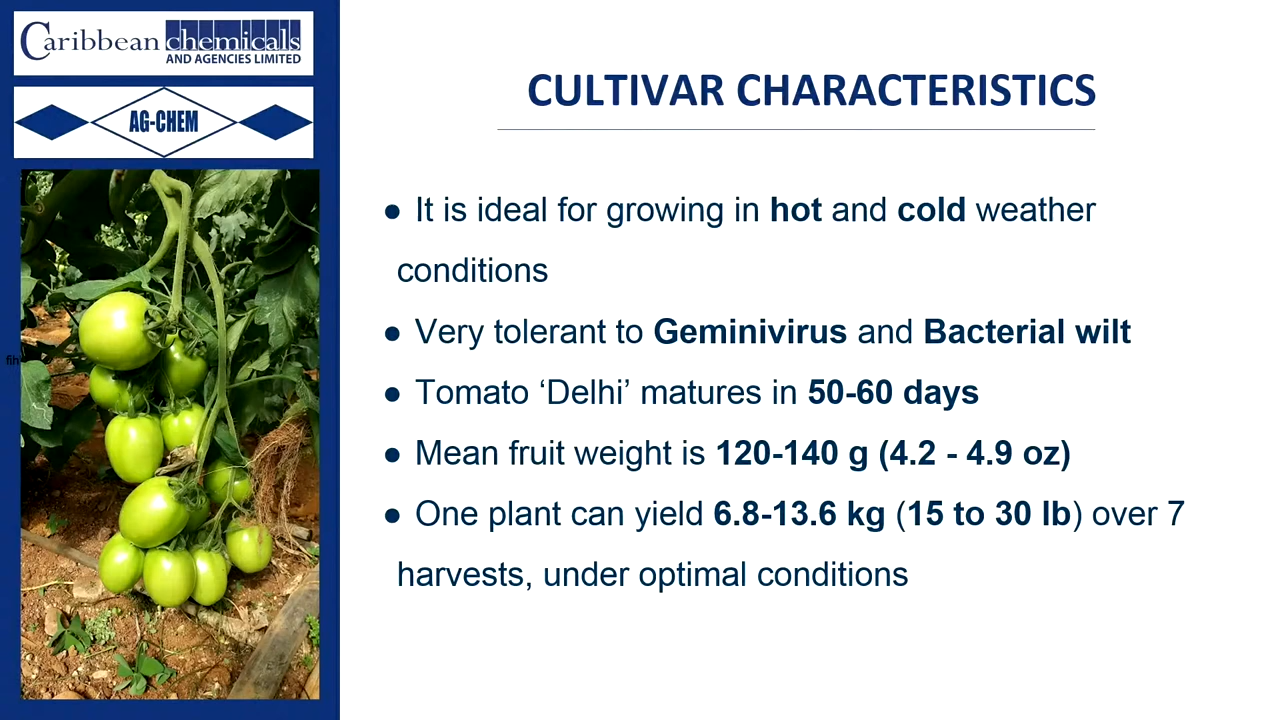 Caribbean chemicals
AND AGENCIES LIMITED
AG-CHEM
CULTIVAR CHARACTERISTICS
● It is ideal for growing in hot and cold weather
conditions
● Very tolerant to Geminivirus and Bacterial wilt
● Tomato ‘Delhi’ matures in 50-60 days
● Mean fruit weight is 120-140 g (4.2 - 4.9 oz)
● One plant can yield 6.8-13.6 kg (15 to 30 lb) over 7
harvests, under optimal conditions